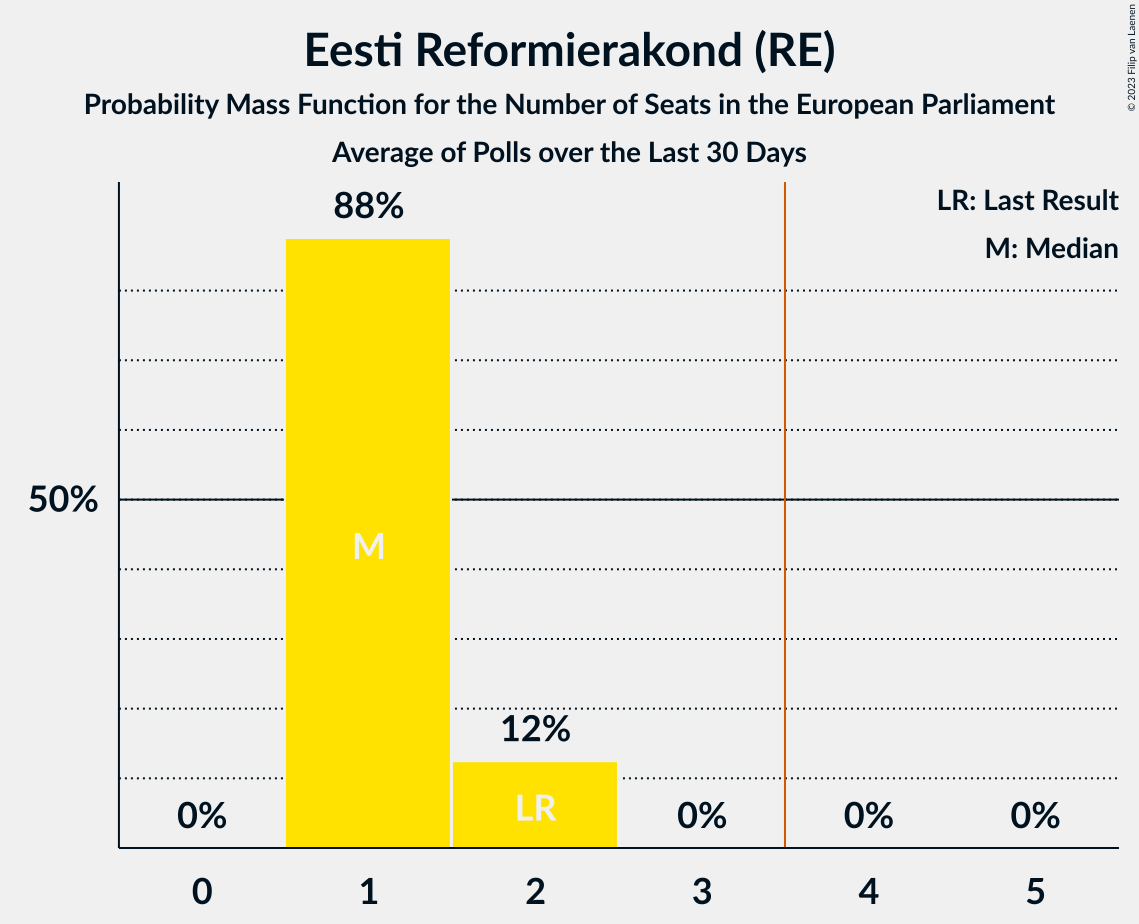 Eesti Reformierakond (RE)
Probability Mass Function for the Number of Seats in the European Parliament
Average of Polls over the Last 30 Days
© 2023 Filip van Laenen
LR: Last Result
M: Median
88%
50%
M
12%
LR
0%
0%
0%
0%
0 1 2 3 4 5